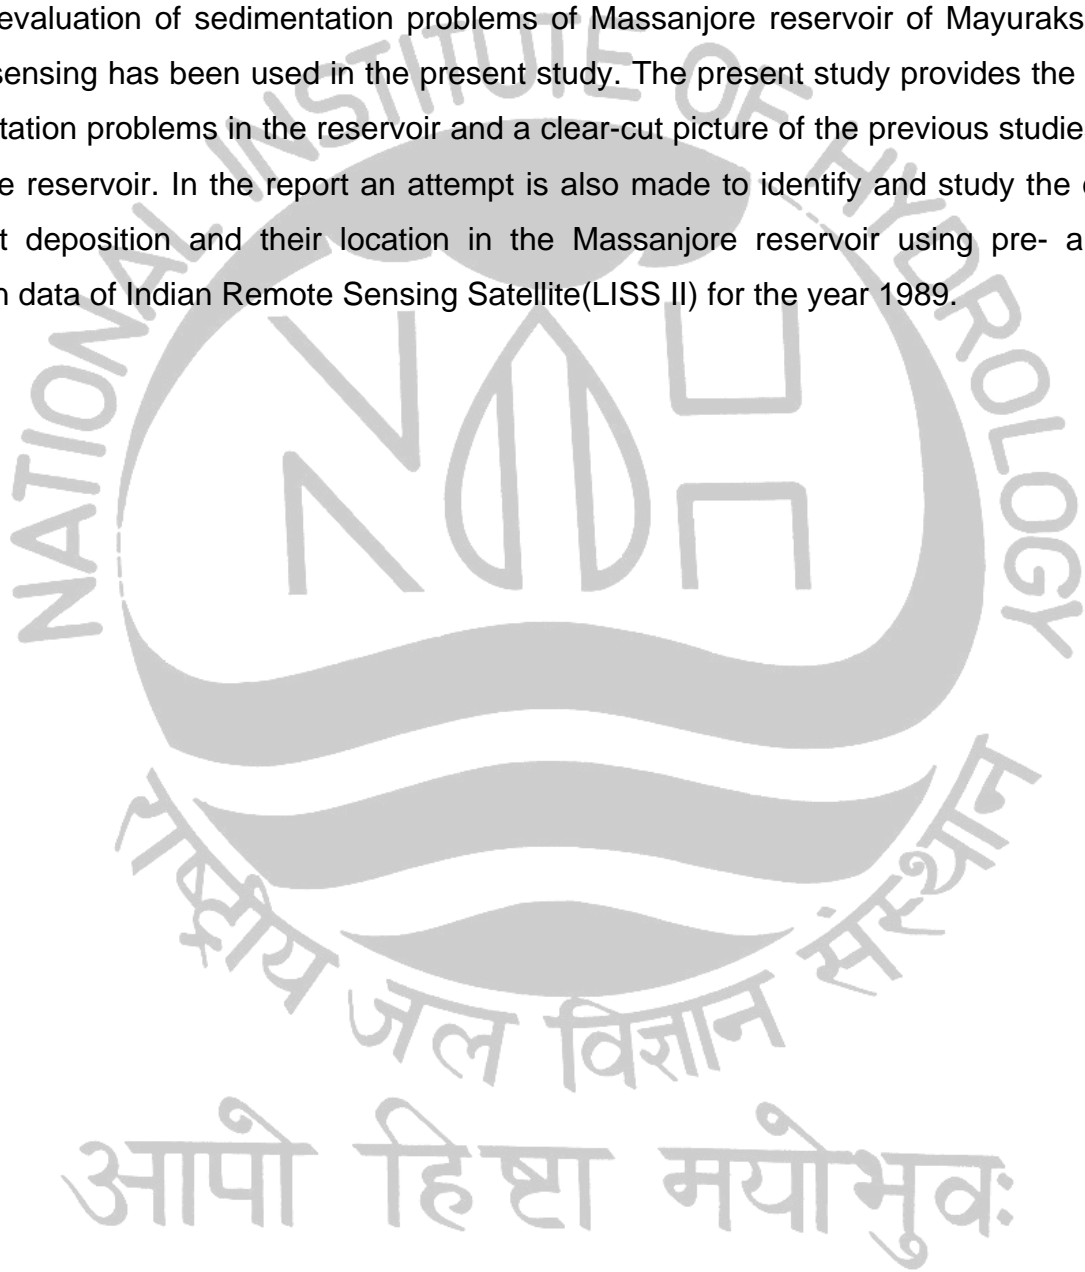 evaluation of sedimentation problems of Massanjore reservoir of Mayuraks
sensing has been used in the present study. The present study provides the
tation problems in the reservoir and a clear-cut picture of the previous studie
e reservoir. In the report an attempt is also made to identify and study the
t deposition and their location in the Massanjore reservoir using pre- a
n data of Indian Remote Sensing Satellite(LISS II) for the year 1989.
NATIONAL INSTITUTE OF HYDROLOGY
NIH
राष्ट्रीय जल विज्ञान संस्थान
आपो हि ष्टा मयोभुवः